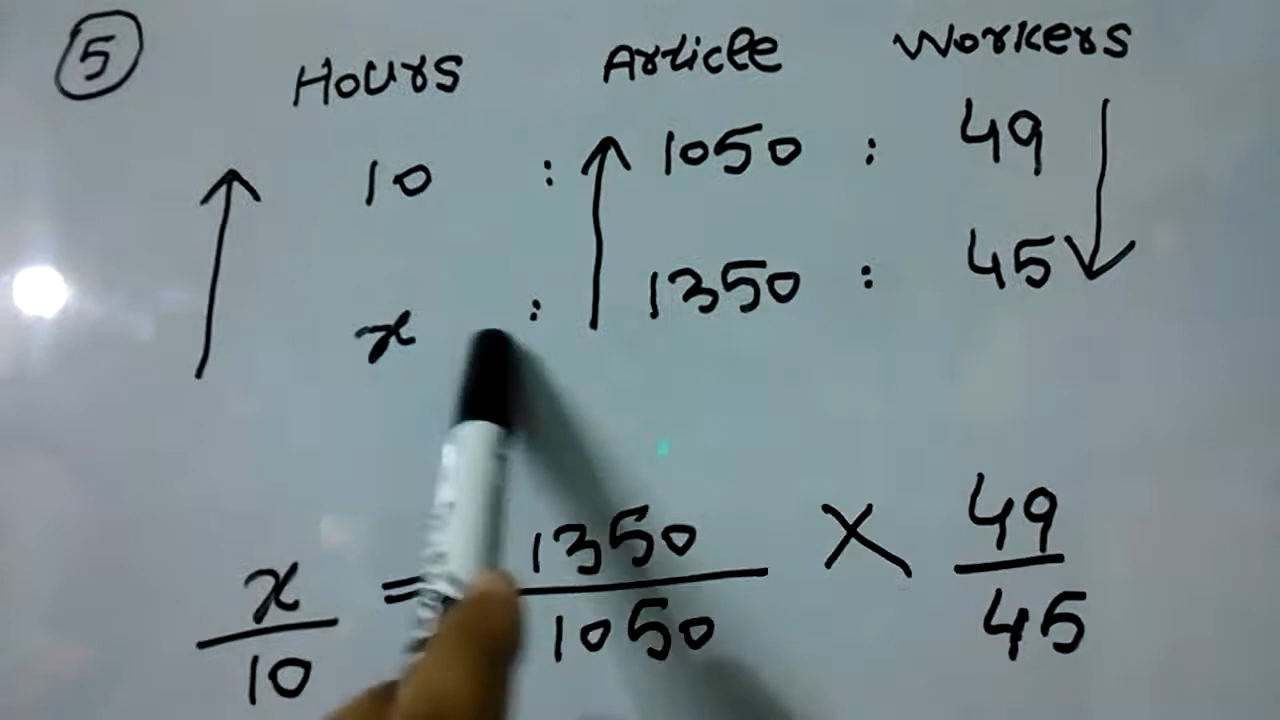 5 Hours Article Workers
10 : 1050 : 49
x : 1350 : 45
x/10 = 1350/1050 × 49/45